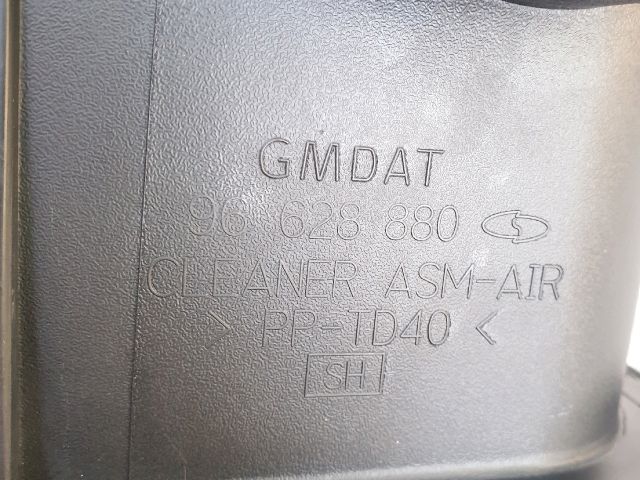 GMDAT
96 628 880
CLEANER ASM-AIR
> PP-TD40 <
SH